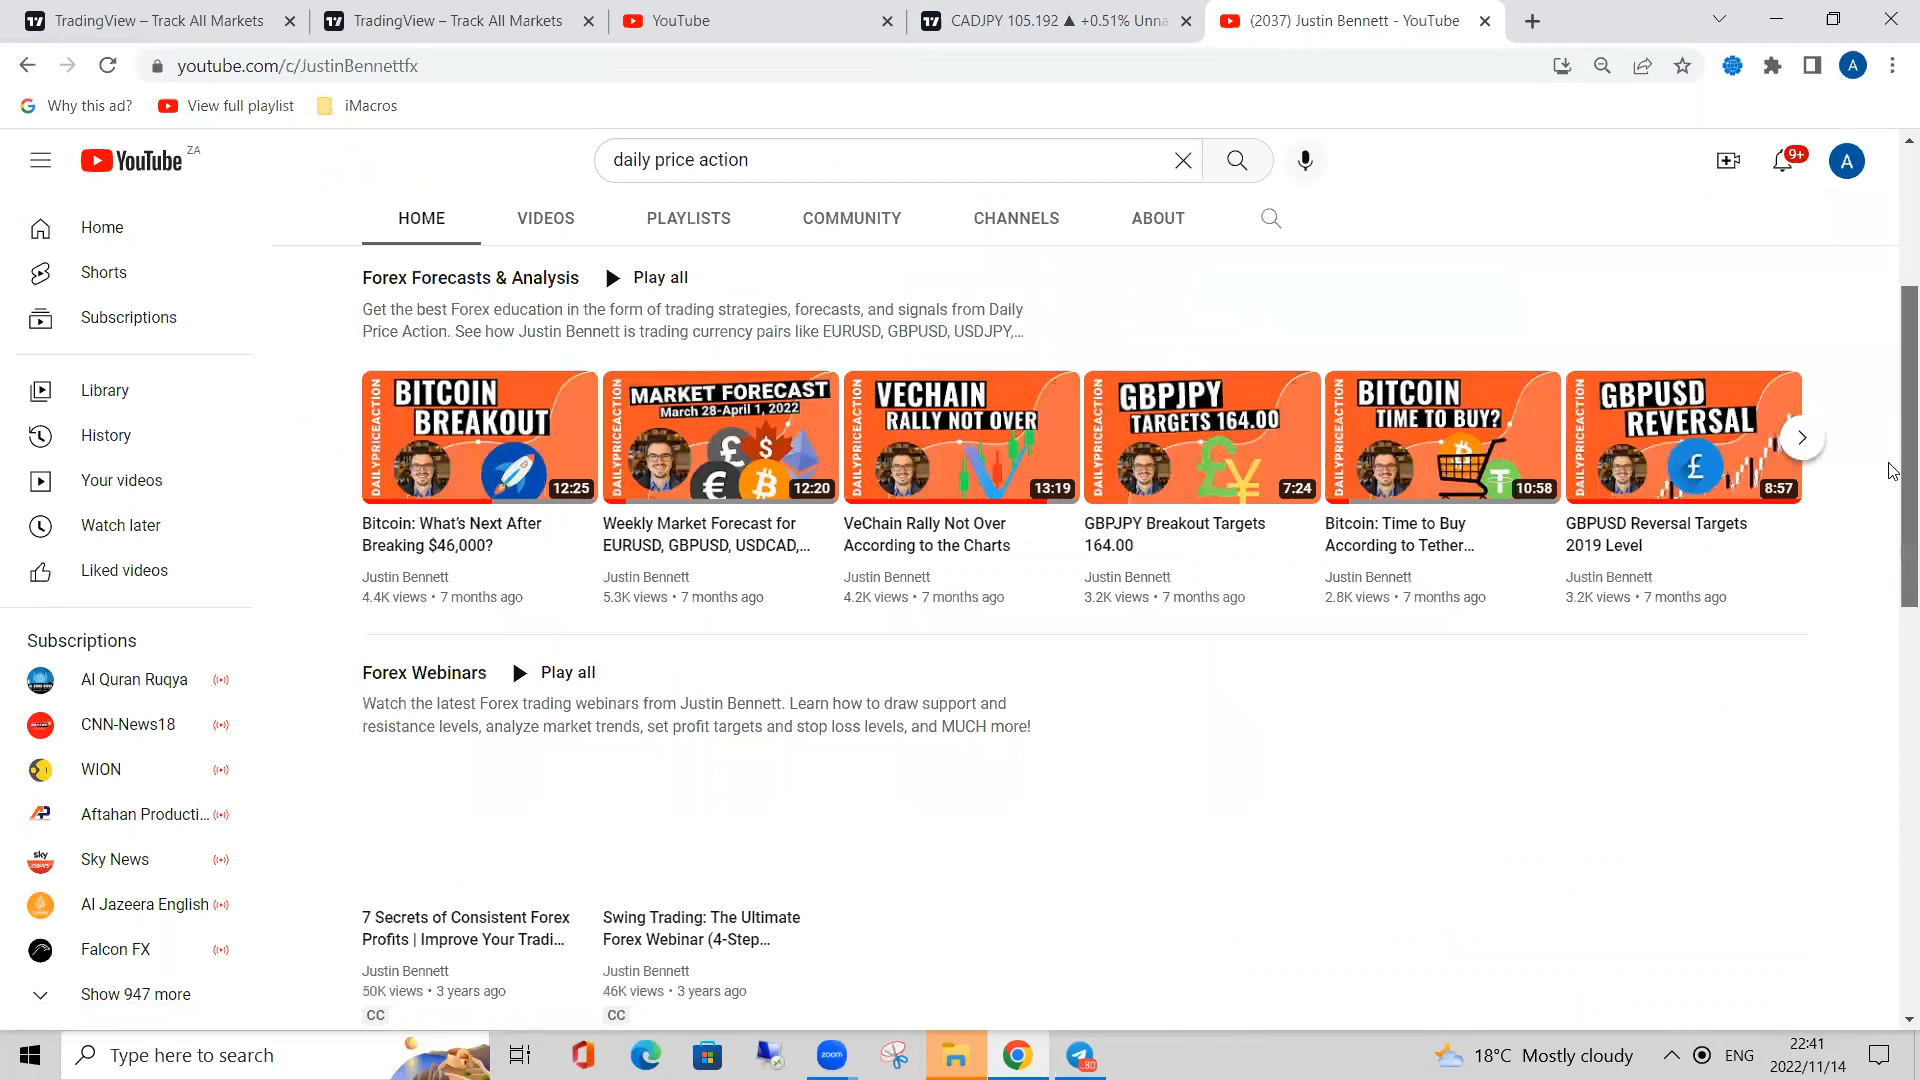 TradingView – Track All Markets
TradingView – Track All Markets
YouTube
CADJPY 105.192 ▲ +0.51% Unna
(2037) Justin Bennett - YouTube
youtube.com/c/JustinBennettfx
A
Why this ad?
View full playlist
iMacros
YouTube ZA
daily price action
9+
A
HOME
VIDEOS
PLAYLISTS
COMMUNITY
CHANNELS
ABOUT
Home
Shorts
Subscriptions
Library
History
Your videos
Watch later
Liked videos
Subscriptions
Al Quran Ruqya
CNN-News18
WION
Aftahan Producti...
Sky News
Al Jazeera English
Falcon FX
Show 947 more
Forex Forecasts & Analysis
Play all
Get the best Forex education in the form of trading strategies, forecasts, and signals from Daily
Price Action. See how Justin Bennett is trading currency pairs like EURUSD, GBPUSD, USDJPY,...
DAILYPRICEACTION
BITCOIN
BREAKOUT
12:25
Bitcoin: What's Next After
Breaking $46,000?
Justin Bennett
4.4K views • 7 months ago
DAILYPRICEACTION
MARKET FORECAST
March 28-April 1, 2022
12:20
Weekly Market Forecast for
EURUSD, GBPUSD, USDCAD,...
Justin Bennett
5.3K views • 7 months ago
DAILYPRICEACTION
VECHAIN
RALLY NOT OVER
13:19
VeChain Rally Not Over
According to the Charts
Justin Bennett
4.2K views • 7 months ago
DAILYPRICEACTION
GBPJPY
TARGETS 164.00
7:24
GBPJPY Breakout Targets
164.00
Justin Bennett
3.2K views • 7 months ago
DAILYPRICEACTION
BITCOIN
TIME TO BUY?
10:58
Bitcoin: Time to Buy
According to Tether...
Justin Bennett
2.8K views • 7 months ago
DAILYPRICEACTION
GBPUSD
REVERSAL
8:57
GBPUSD Reversal Targets
2019 Level
Justin Bennett
3.2K views • 7 months ago
Forex Webinars
Play all
Watch the latest Forex trading webinars from Justin Bennett. Learn how to draw support and
resistance levels, analyze market trends, set profit targets and stop loss levels, and MUCH more!
7 Secrets of Consistent Forex
Profits | Improve Your Tradi...
Justin Bennett
50K views • 3 years ago
CC
Swing Trading: The Ultimate
Forex Webinar (4-Step...
Justin Bennett
46K views • 3 years ago
CC
Type here to search
zoom
..80
18°C Mostly cloudy
ENG
22:41
2022/11/14